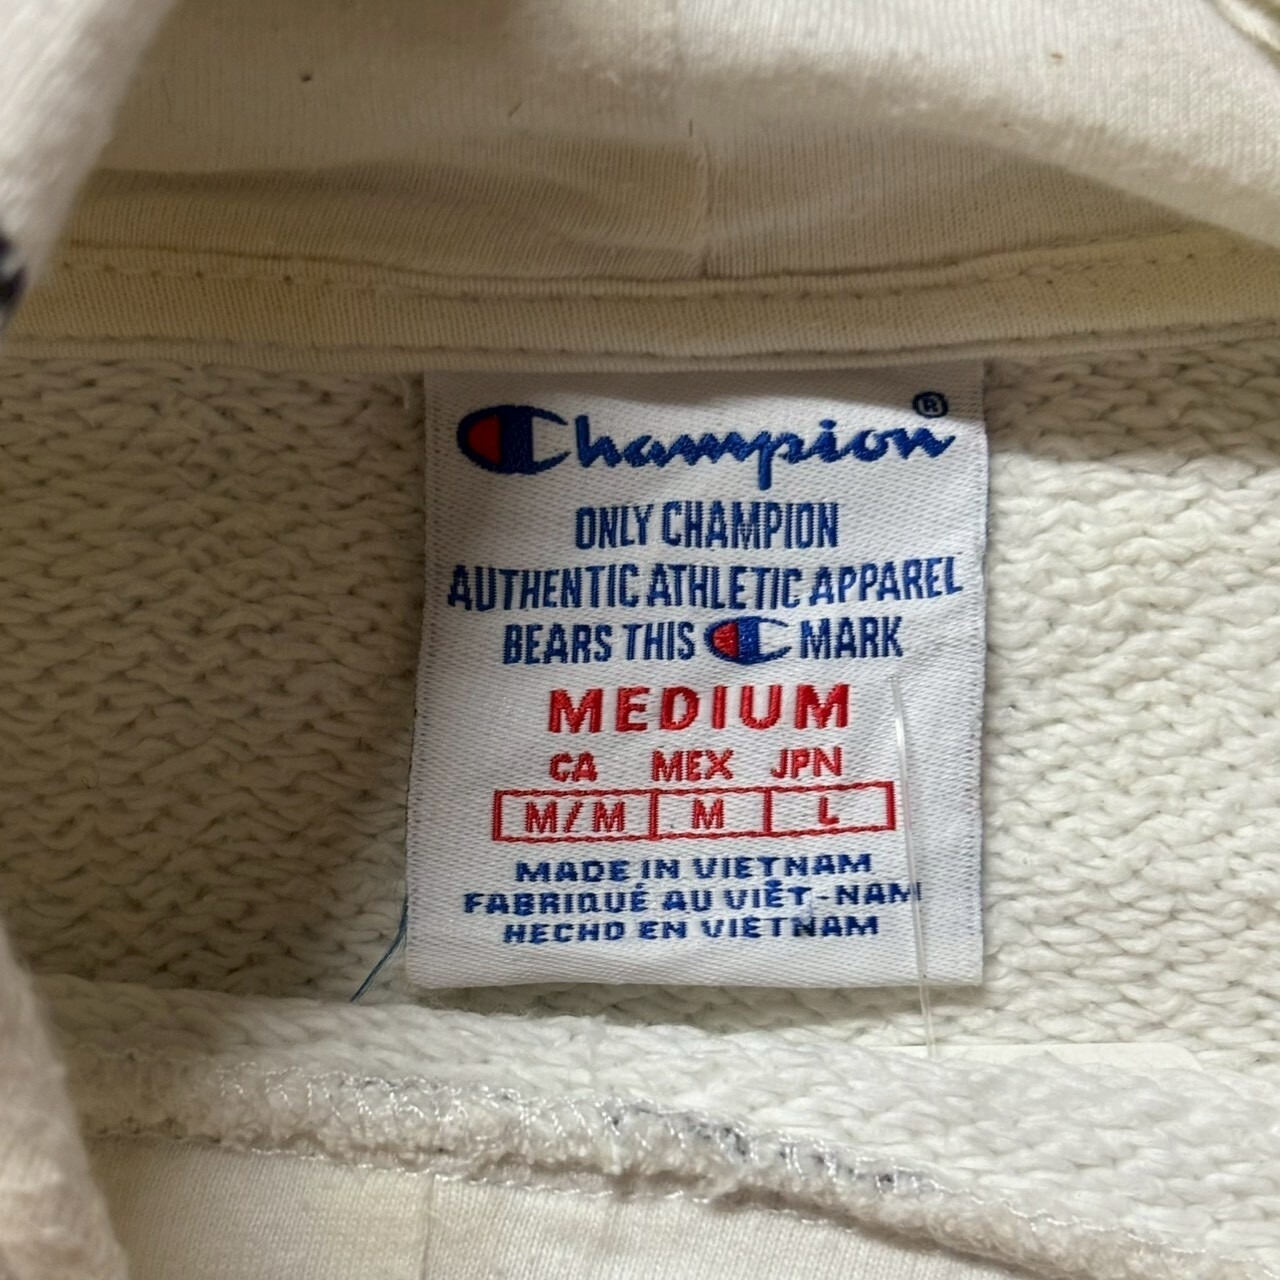 Champion®
ONLY CHAMPION
AUTHENTIC ATHLETIC APPAREL
BEARS THIS C MARK
MEDIUM
CA MEX JPN
M/M M L
MADE IN VIETNAM
FABRIQUÉ AU VIÊT-NAM
HECHO EN VIETNAM